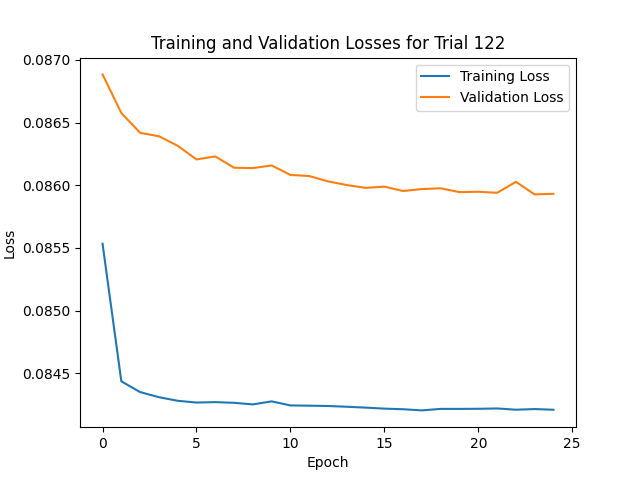 Training and Validation Losses for Trial 122
Training Loss
Validation Loss
0.0870
0.0865
0.0860
0.0855
0.0850
0.0845
Loss
0
5
10
15
20
25
Epoch